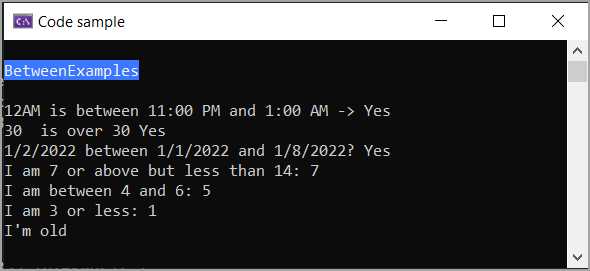 C:\ Code sample
BetweenExamples
12AM is between 11:00 PM and 1:00 AM -> Yes
30  is over 30 Yes
1/2/2022 between 1/1/2022 and 1/8/2022? Yes
I am 7 or above but less than 14: 7
I am between 4 and 6: 5
I am 3 or less: 1
I'm old